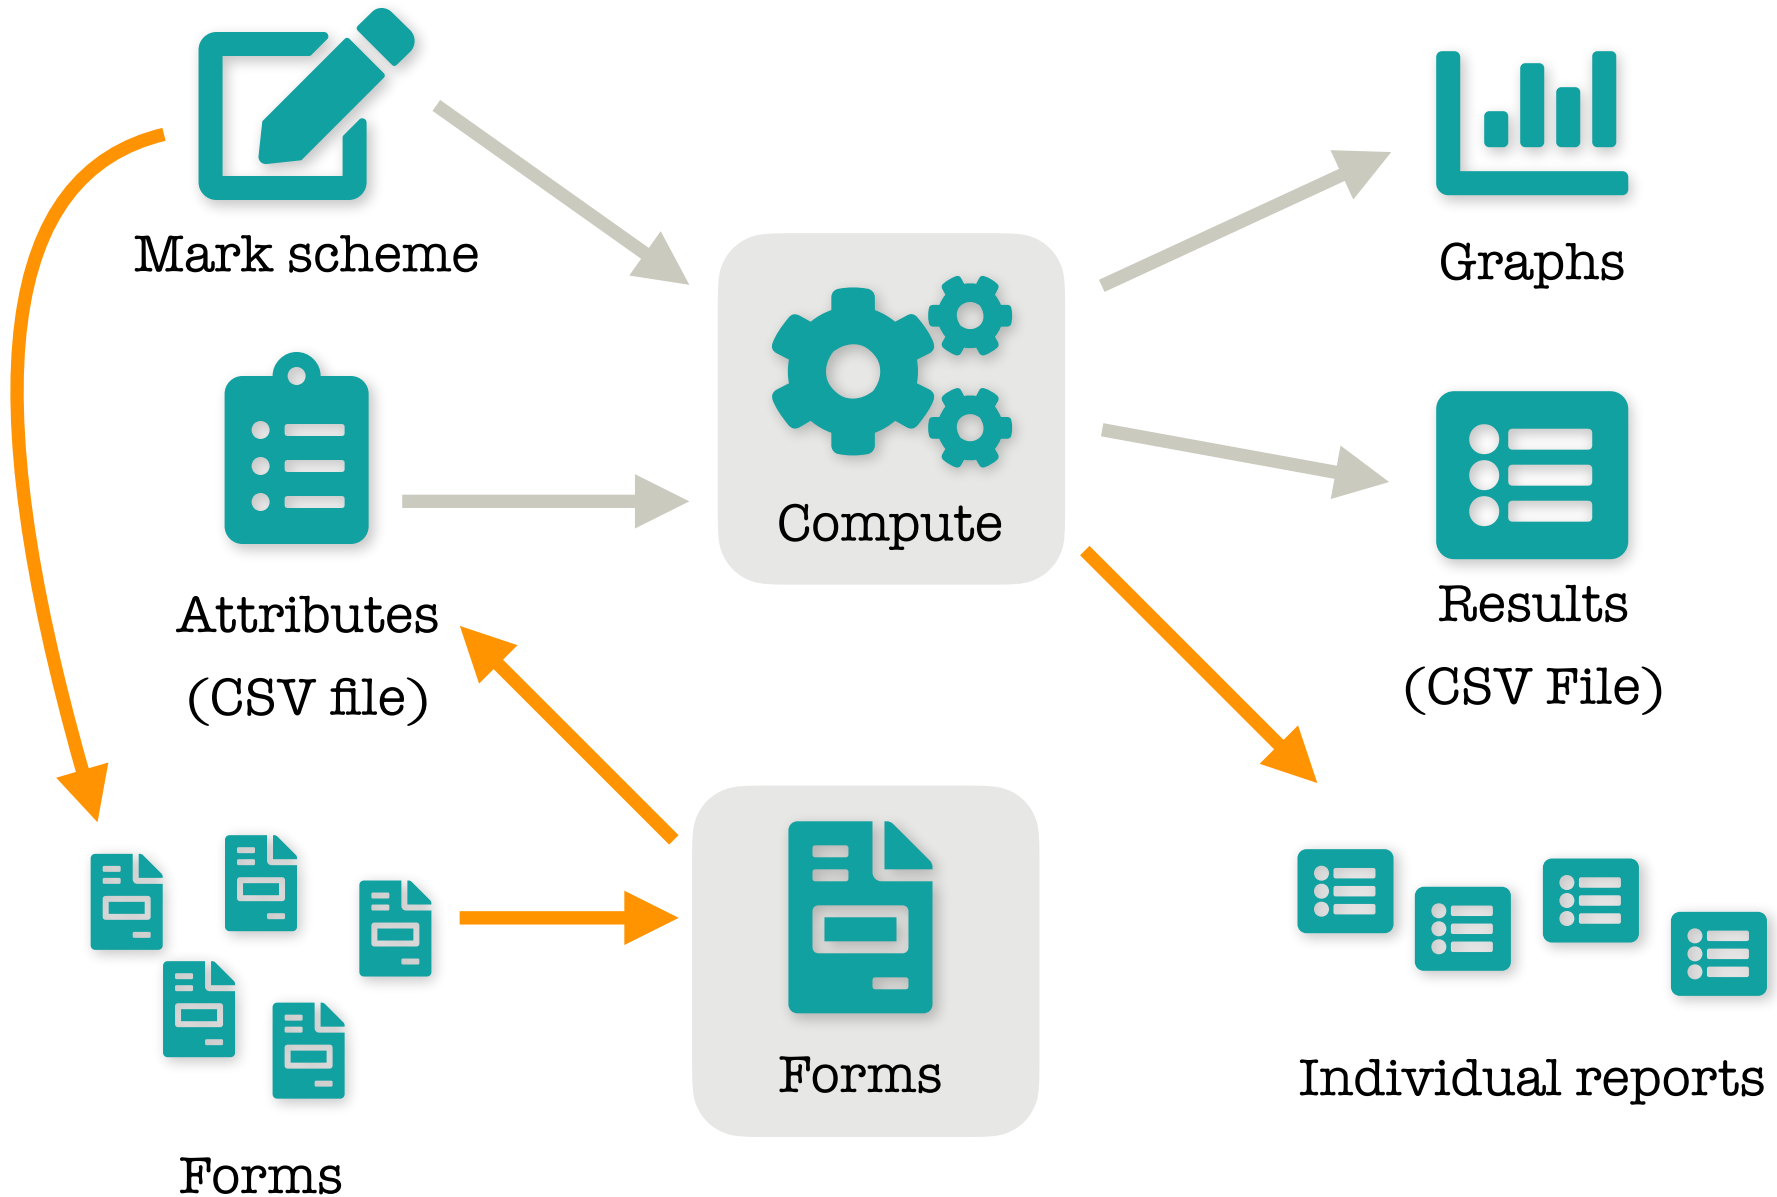 Mark scheme
Graphs
Compute
Attributes
(CSV file)
Results
(CSV File)
Forms
Individual reports
Forms